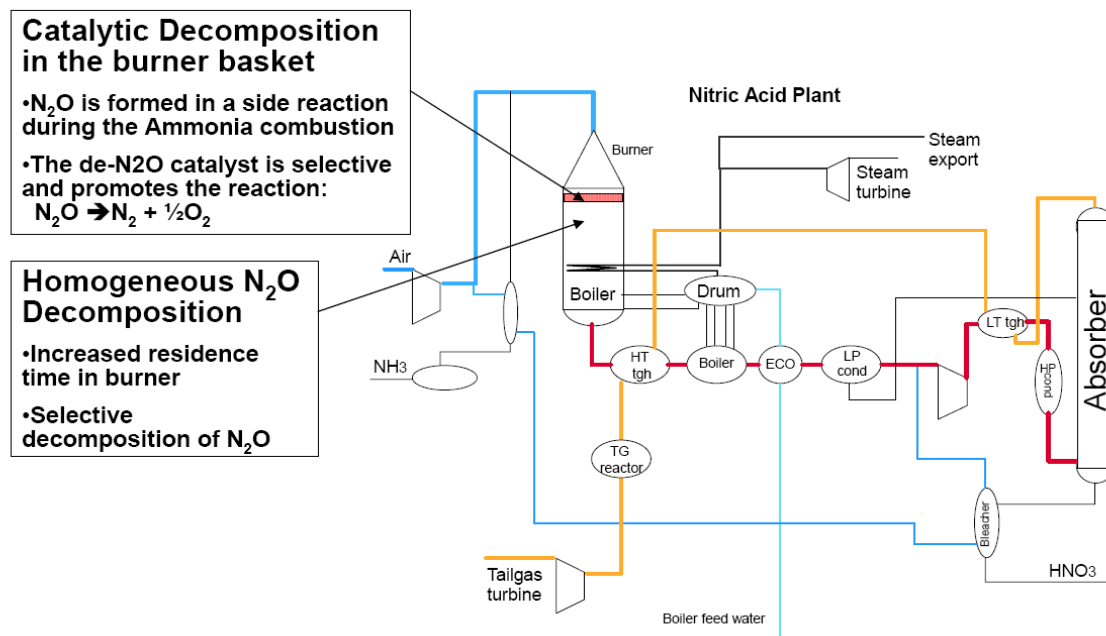 Catalytic Decomposition
in the burner basket
•N₂O is formed in a side reaction
during the Ammonia combustion
•The de-N2O catalyst is selective
and promotes the reaction:
N₂O ➔N₂ + ½O₂
Homogeneous N₂O
Decomposition
•Increased residence
time in burner
•Selective
decomposition of N₂O
Nitric Acid Plant
Burner
Steam
export
Steam
turbine
Air
Boiler
Drum
LT tgh
NH3
HT
tgh
Boiler
ECO
LP
cond
HP
cond
Absorber
TG
reactor
Bleacher
Tailgas
turbine
HNO3
Boiler feed water